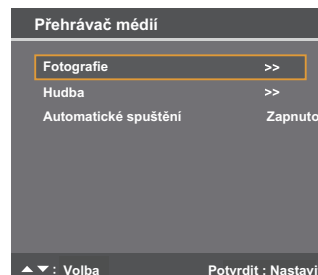 Přehrávač médií
Fotografie >>
Hudba >>
Automatické spuštění Zapnuto
▲▼: Volba Potvrdit : Nastavi